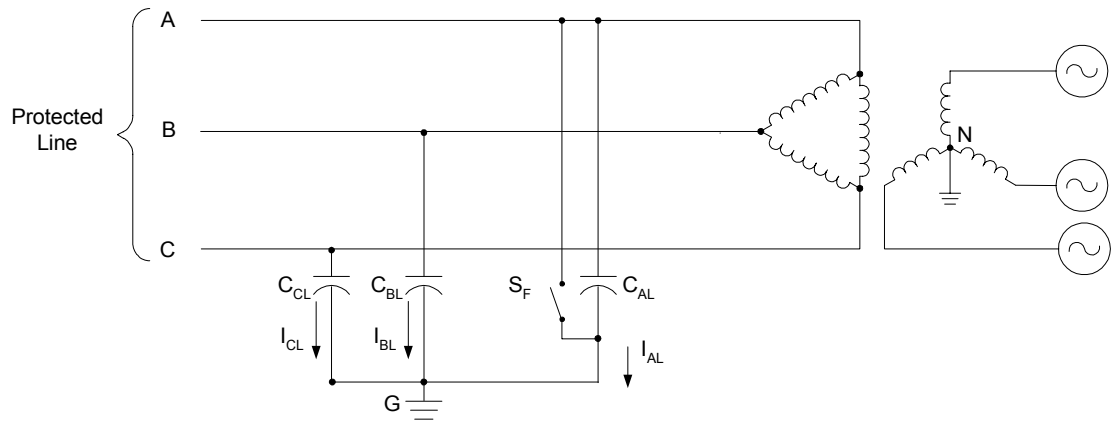 A
Protected
Line
B
N
C
C_CL
C_BL
S_F
C_AL
I_CL
I_BL
I_AL
G